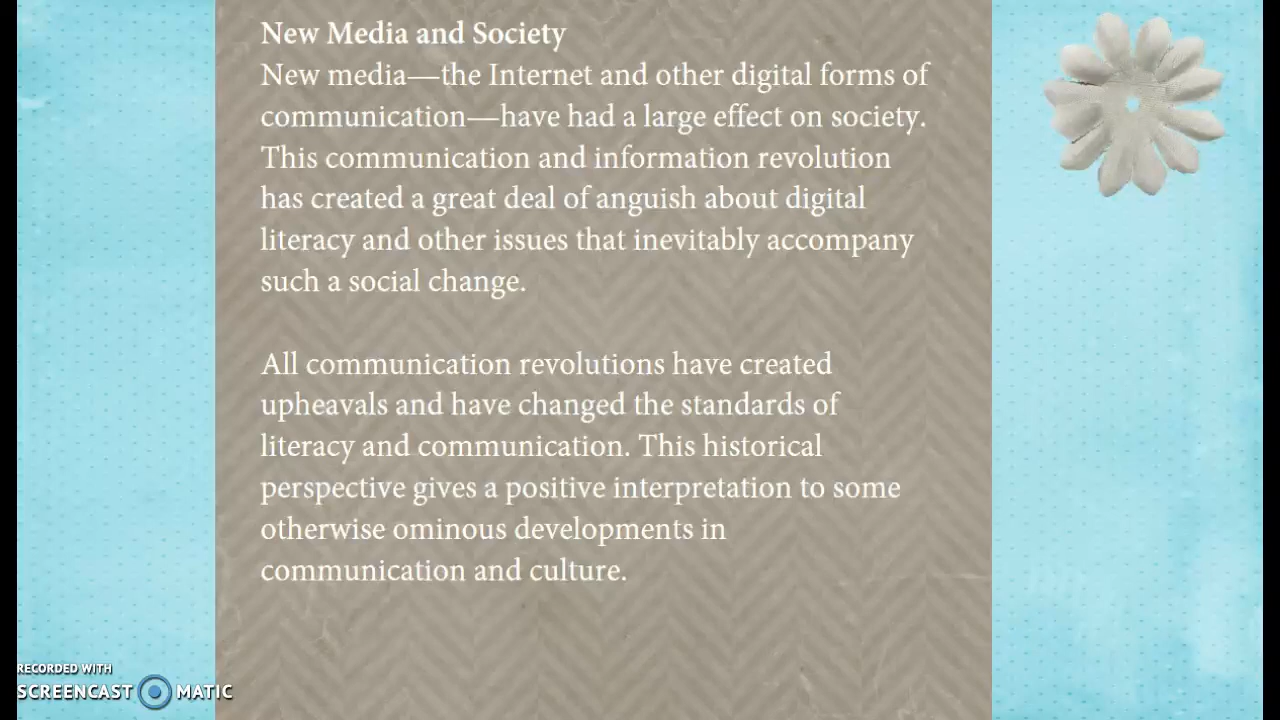 New Media and Society
New media—the Internet and other digital forms of
communication—have had a large effect on society.
This communication and information revolution
has created a great deal of anguish about digital
literacy and other issues that inevitably accompany
such a social change.
All communication revolutions have created
upheavals and have changed the standards of
literacy and communication. This historical
perspective gives a positive interpretation to some
otherwise ominous developments in
communication and culture.
RECORDED WITH
SCREENCAST MATIC